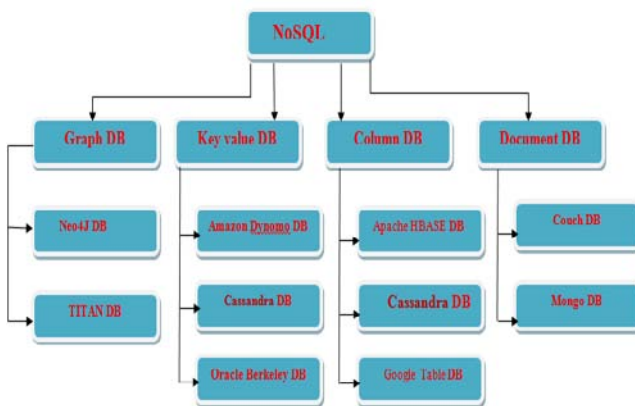 NoSQL
Graph DB
Key value DB
Column DB
Document DB
Neo4J DB
TITAN DB
Amazon Dynomo DB
Cassandra DB
Oracle Berkeley DB
Apache HBASE DB
Cassandra DB
Google Table DB
Couch DB
Mongo DB